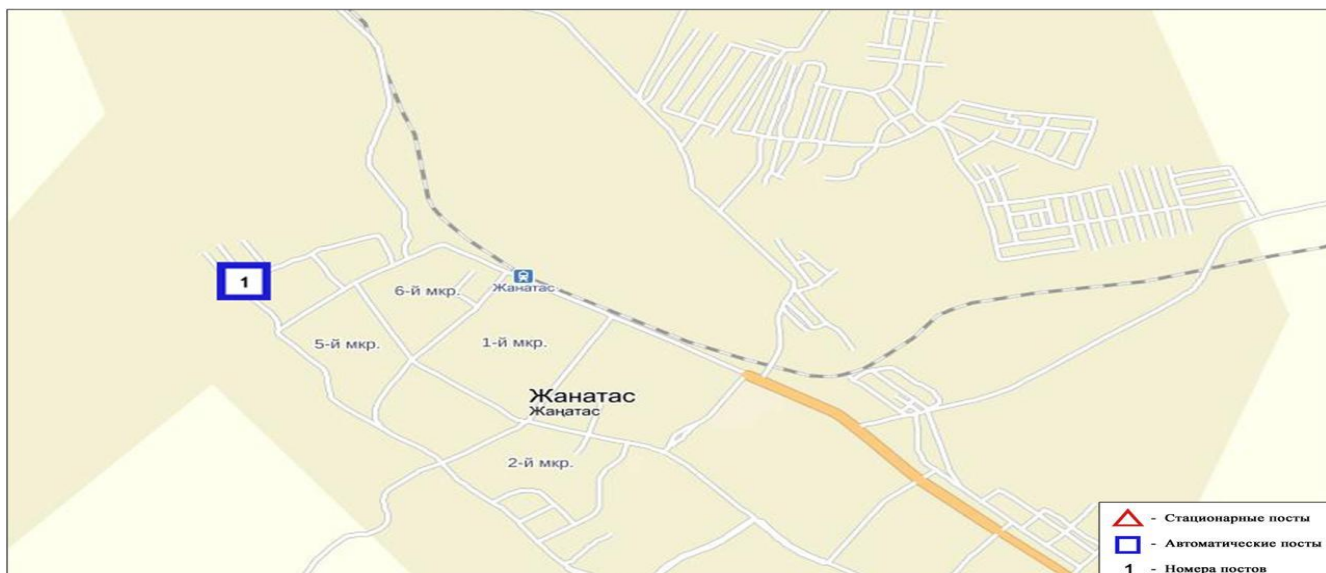 1
Жанатас
6-й мкр.
5-й мкр.
1-й мкр.
Жанатас
Жаңатас
2-й мкр.
- Стационарные посты
- Автоматические посты
1 - Номера постов